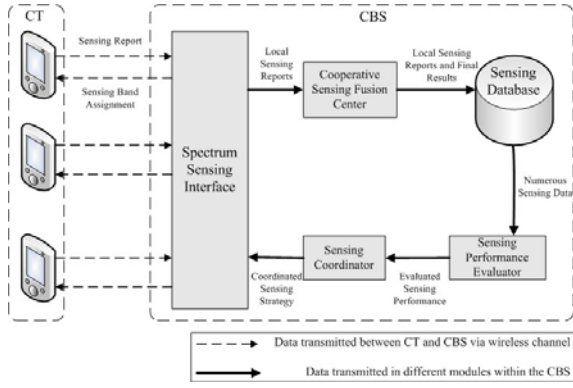 CT
CBS
Sensing Report
Sensing Band
Assignment
Spectrum
Sensing
Interface
Local
Sensing
Reports
Cooperative
Sensing Fusion
Center
Local Sensing
Reports and Final
Results
Sensing
Database
Numerous
Sensing Data
Sensing
Performance
Evaluator
Evaluated
Sensing
Performance
Sensing
Coordinator
Coordinated
Sensing
Strategy
Data transmitted between CT and CBS via wireless channel
Data transmitted in different modules within the CBS